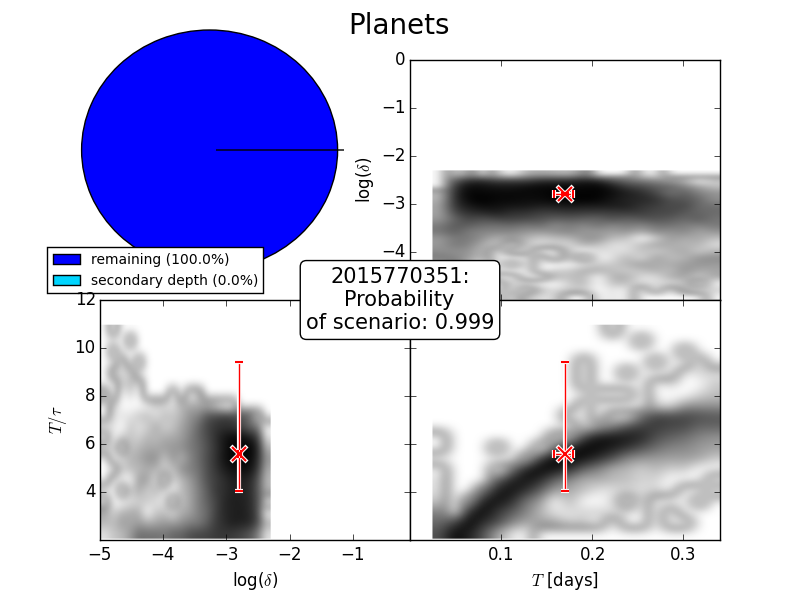 Planets
remaining (100.0%)
secondary depth (0.0%)
0
−1
−2
−3
−4
log(δ)
2015770351:
Probability
of scenario: 0.999
12
10
8
6
4
T/τ
−5
−4
−3
−2
−1
log(δ)
0.1
0.2
0.3
T [days]